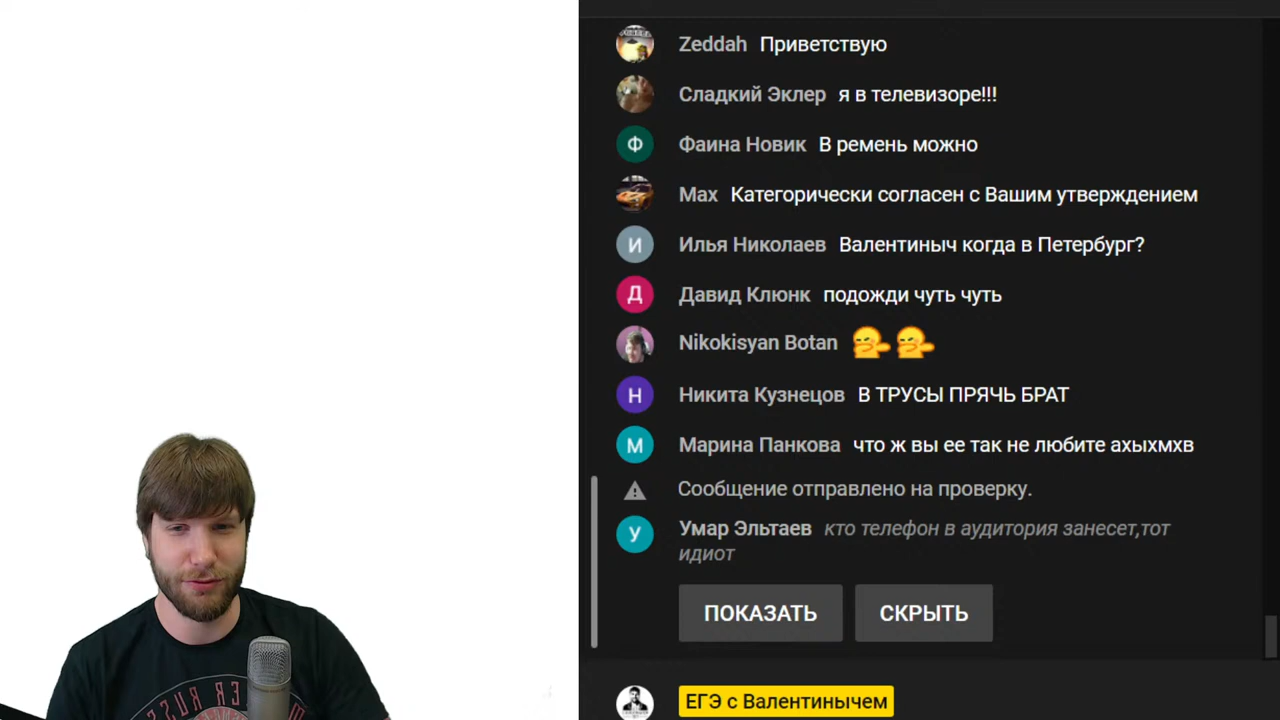 Zeddah Приветствую
Сладкий Эклер я в телевизоре!!!
Ф Фаина Новик В ремень можно
Max Категорически согласен с Вашим утверждением
И Илья Николаев Валентиныч когда в Петербург?
Д Давид Клюнк подожди чуть чуть
Nikokisyan Botan
Н Никита Кузнецов В ТРУСЫ ПРЯЧЬ БРАТ
М Марина Панкова что ж вы ее так не любите ахыхмхв
Сообщение отправлено на проверку.
У Умар Эльтаев кто телефон в аудитория занесет,тот
идиот
ПОКАЗАТЬ СКРЫТЬ
ЕГЭ с Валентинычем